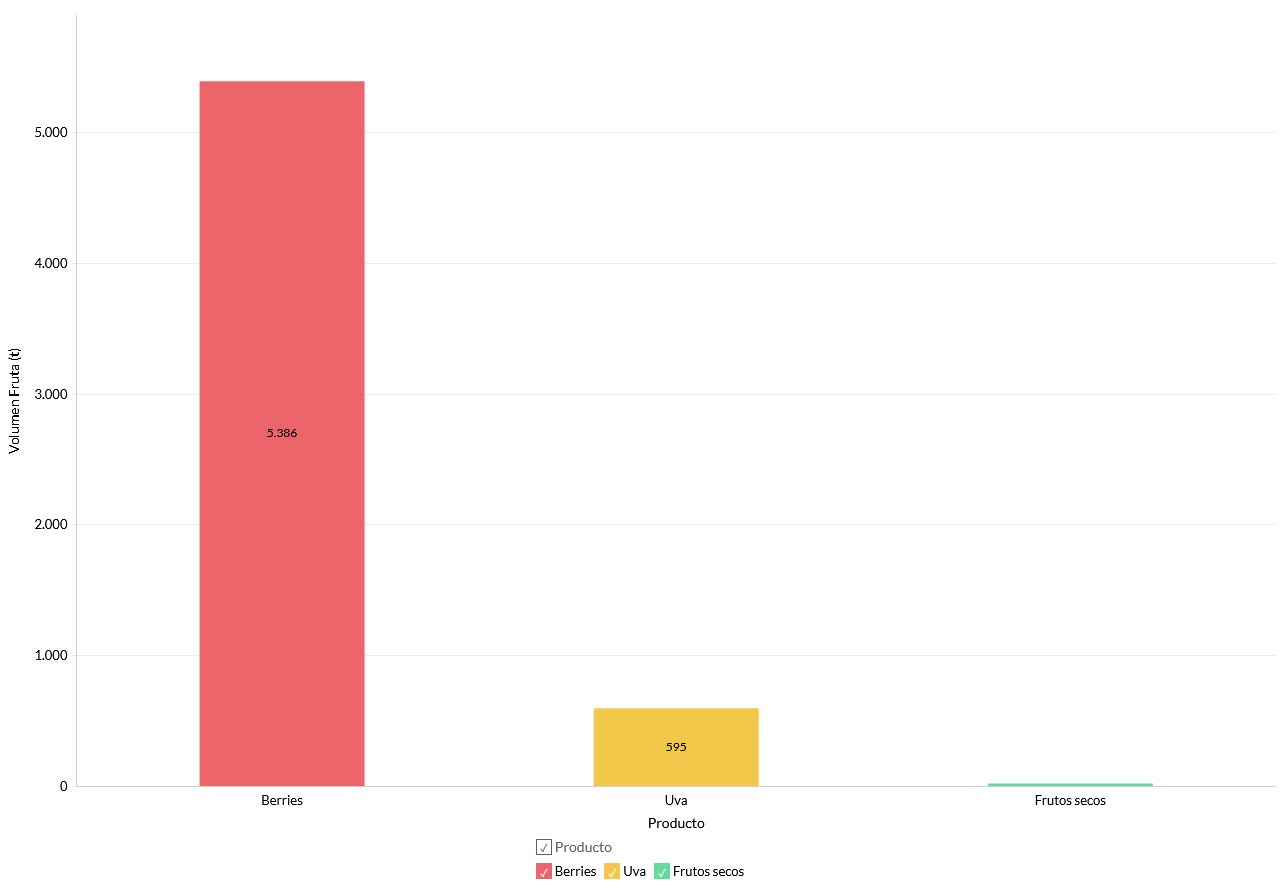 5.000
4.000
3.000
2.000
1.000
0
Volumen Fruta (t)
5.386
595
Berries
Uva
Frutos secos
Producto
Producto
Berries Uva Frutos secos